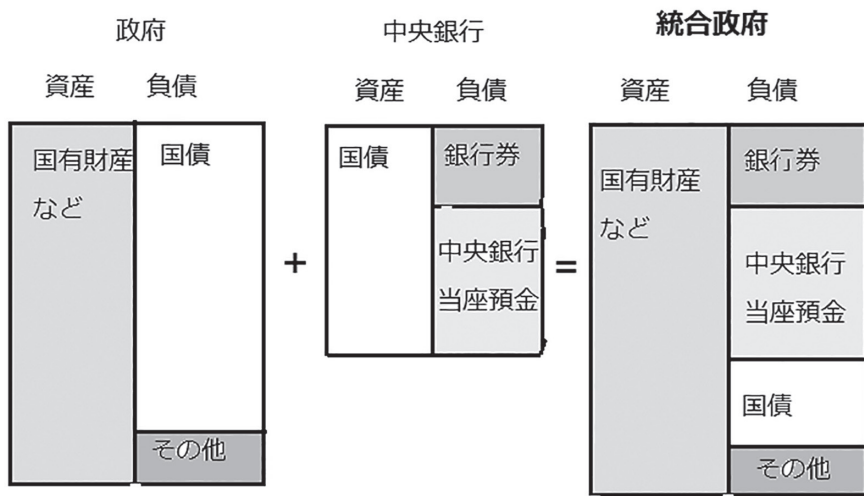 政府
資産 負債
国有財産
など
国債
その他
+
中央銀行
資産 負債
国債
銀行券
中央銀行
当座預金
=
統合政府
資産 負債
国有財産
など
銀行券
中央銀行
当座預金
国債
その他